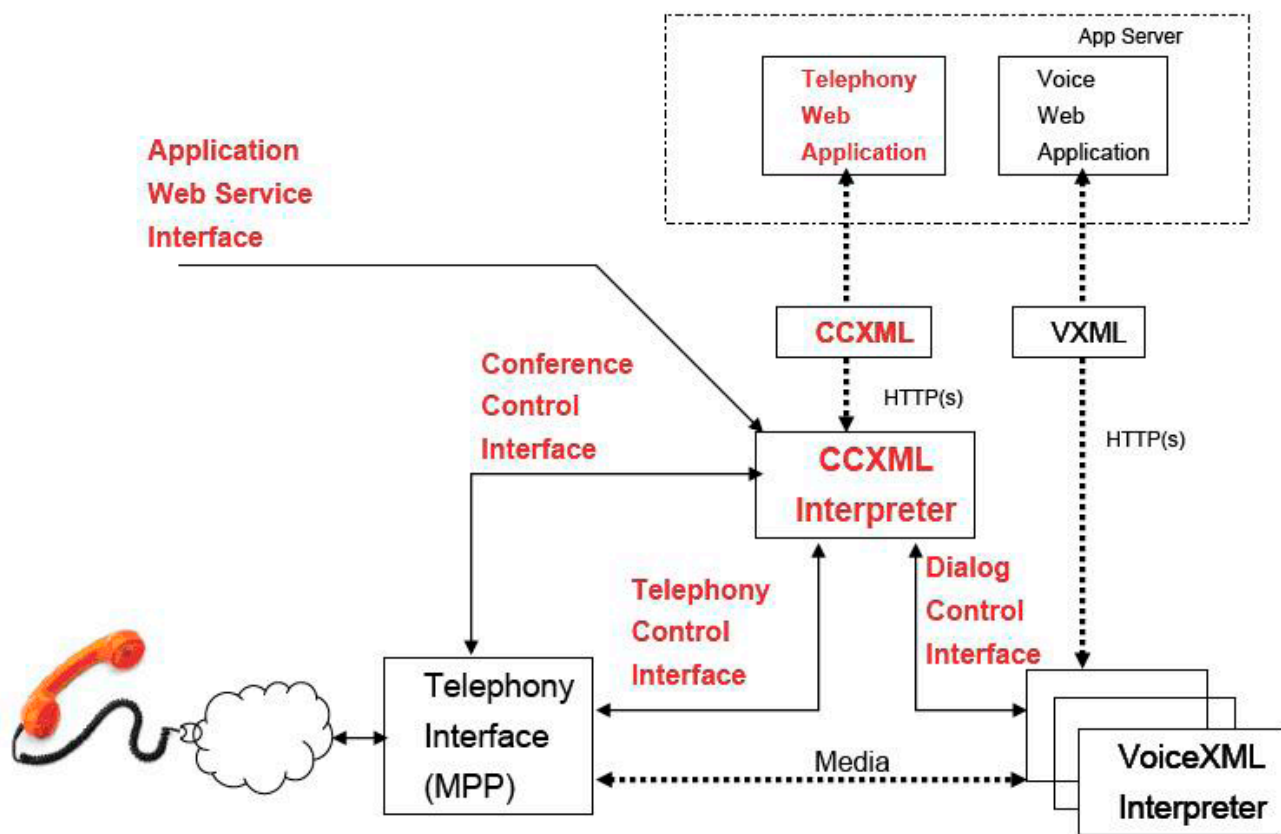 App Server
Telephony
Web
Application
Voice
Web
Application
Application
Web Service
Interface
CCXML
VXML
HTTP(s)
HTTP(s)
Conference
Control
Interface
CCXML
Interpreter
Telephony
Control
Interface
Dialog
Control
Interface
Telephony
Interface
(MPP)
Media
VoiceXML
Interpreter